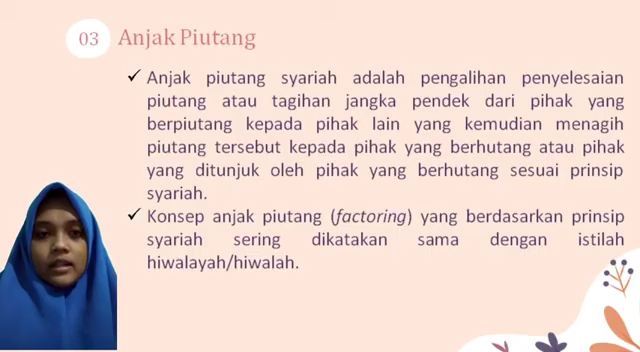 03 Anjak Piutang
✓ Anjak piutang syariah adalah pengalihan penyelesaian
piutang atau tagihan jangka pendek dari pihak yang
berpiutang kepada pihak lain yang kemudian menagih
piutang tersebut kepada pihak yang berhutang atau pihak
yang ditunjuk oleh pihak yang berhutang sesuai prinsip
syariah.
✓ Konsep anjak piutang (factoring) yang berdasarkan prinsip
syariah sering dikatakan sama dengan istilah
hiwalayah/hiwalah.